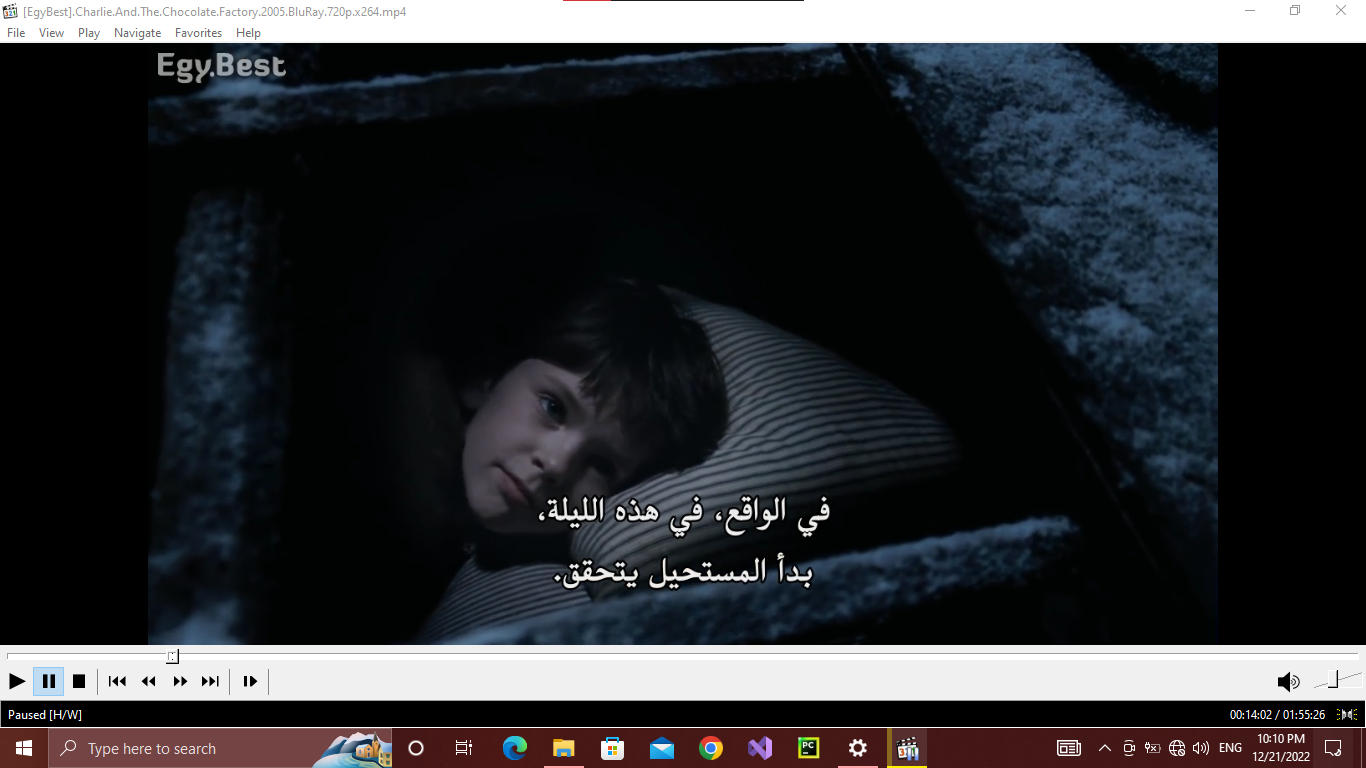 [EgyBest].Charlie.And.The.Chocolate.Factory.2005.BluRay.720p.x264.mp4
File View Play Navigate Favorites Help
Egy.Best
في الواقع، في هذه الليلة،
بدأ المستحيل يتحقق.
Paused [H/W]
00:14:02 / 01:55:26
Type here to search
PC
321
ENG
10:10 PM
12/21/2022